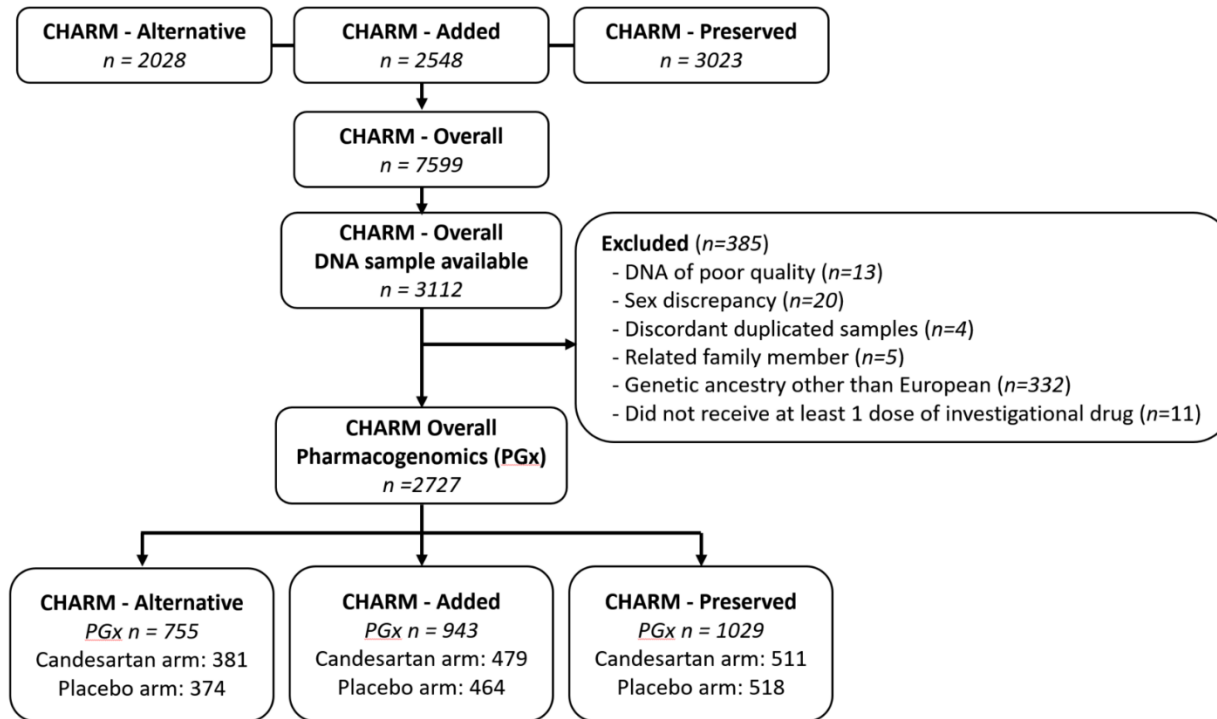 CHARM - Alternative
n = 2028
CHARM - Added
n = 2548
CHARM - Preserved
n = 3023
CHARM - Overall
n = 7599
CHARM - Overall
DNA sample available
n = 3112
Excluded (n=385)
- DNA of poor quality (n=13)
- Sex discrepancy (n=20)
- Discordant duplicated samples (n=4)
- Related family member (n=5)
- Genetic ancestry other than European (n=332)
- Did not receive at least 1 dose of investigational drug (n=11)
CHARM Overall
Pharmacogenomics (PGx)
n =2727
CHARM - Alternative
PGx n = 755
Candesartan arm: 381
Placebo arm: 374
CHARM - Added
PGx n = 943
Candesartan arm: 479
Placebo arm: 464
CHARM - Preserved
PGx n = 1029
Candesartan arm: 511
Placebo arm: 518